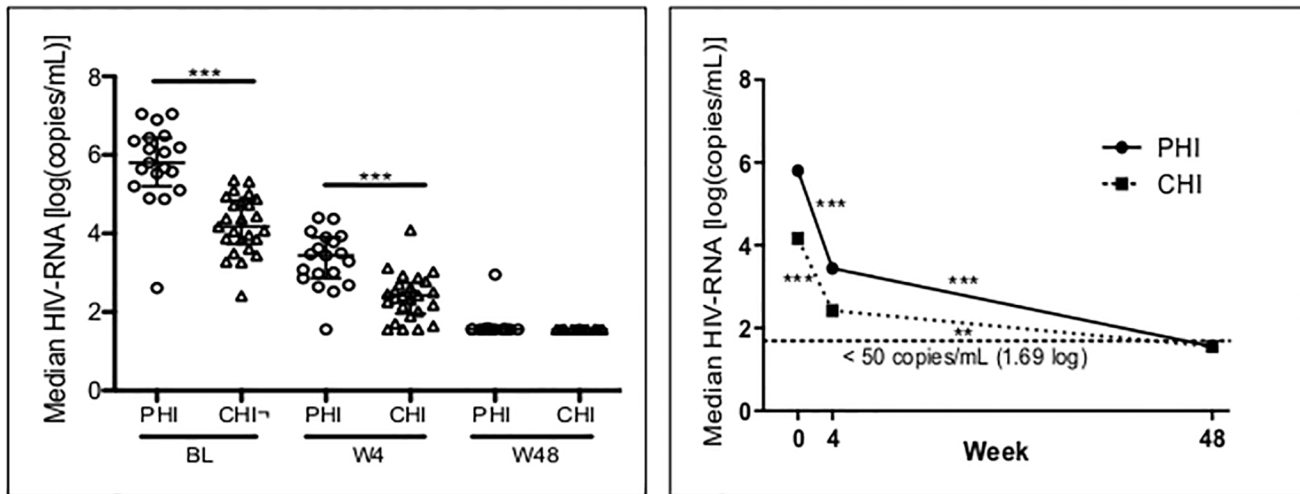 Median HIV-RNA [log(copies/mL)]
8
6
4
2
0
***
***
PHI CHI¬ PHI CHI PHI CHI
BL W4 W48
Median HIV-RNA [log(copies/mL)]
8
6
4
2
0
PHI
CHI
***
***
***
**
< 50 copies/mL (1.69 log)
0 4 48
Week